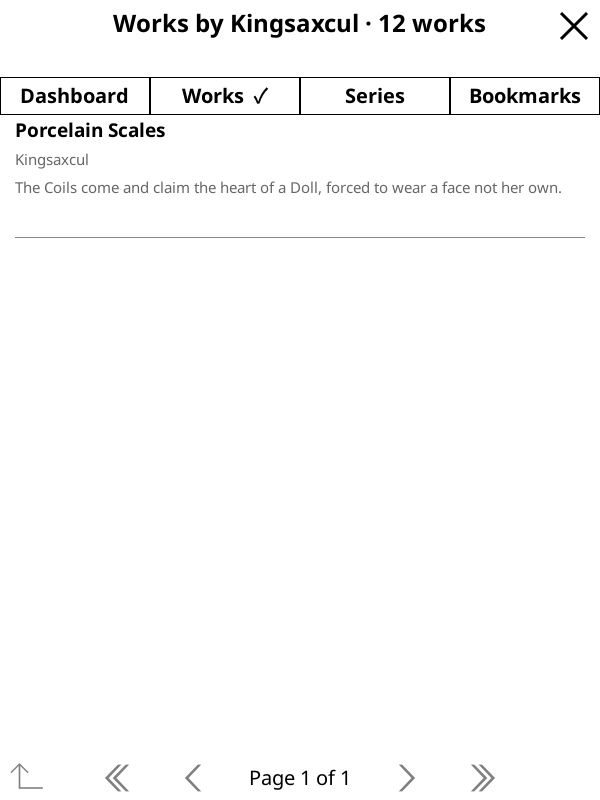 Works by Kingsaxcul · 12 works
Dashboard
Works ✓
Series
Bookmarks
Porcelain Scales
Kingsaxcul
The Coils come and claim the heart of a Doll, forced to wear a face not her own.
Page 1 of 1